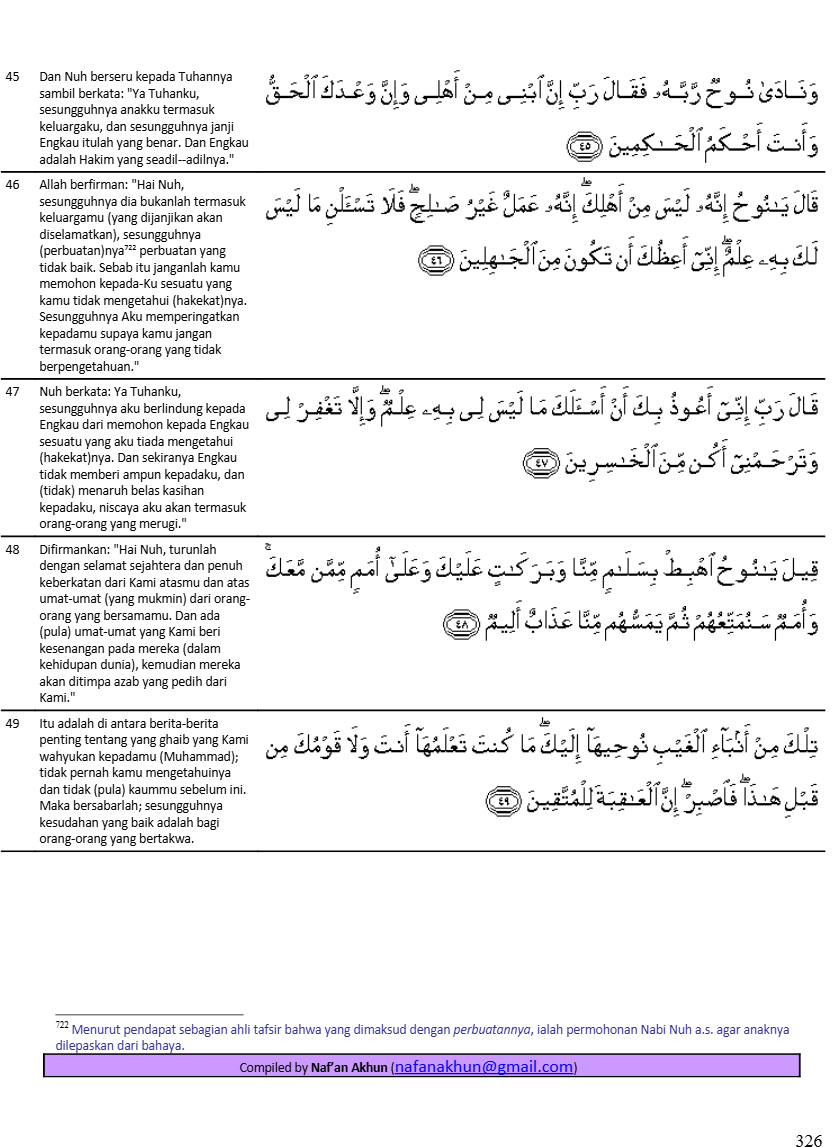 45
Dan Nuh berseru kepada Tuhannya
sambil berkata: "Ya Tuhanku,
sesungguhnya anakku termasuk
keluargaku, dan sesungguhnya janji
Engkau itulah yang benar. Dan Engkau
adalah Hakim yang seadil--adilnya."
وَنَادَىٰ نُوحٌ رَّبَّهُۥ فَقَالَ رَبِّ إِنَّ ٱبْنِى مِنْ أَهْلِى وَإِنَّ وَعْدَكَ ٱلْحَقُّ
وَأَنتَ أَحْكَمُ ٱلْحَـٰكِمِينَ ٤٥
46
Allah berfirman: "Hai Nuh,
sesungguhnya dia bukanlah termasuk
keluargamu (yang dijanjikan akan
diselamatkan), sesungguhnya
(perbuatan)nya722 perbuatan yang
tidak baik. Sebab itu janganlah kamu
memohon kepada-Ku sesuatu yang
kamu tidak mengetahui (hakekat)nya.
Sesungguhnya Aku memperingatkan
kepadamu supaya kamu jangan
termasuk orang-orang yang tidak
berpengetahuan."
قَالَ يَـٰنُوحُ إِنَّهُۥ لَيْسَ مِنْ أَهْلِكَ ۖ إِنَّهُۥ عَمَلٌ غَيْرُ صَـٰلِحٍ ۖ فَلَا تَسْـَٔلْنِ مَا لَيْسَ
لَكَ بِهِۦ عِلْمٌ ۖ إِنِّىٓ أَعِظُكَ أَن تَكُونَ مِنَ ٱلْجَـٰهِلِينَ ٤٦
47
Nuh berkata: Ya Tuhanku,
sesungguhnya aku berlindung kepada
Engkau dari memohon kepada Engkau
sesuatu yang aku tiada mengetahui
(hakekat)nya. Dan sekiranya Engkau
tidak memberi ampun kepadaku, dan
(tidak) menaruh belas kasihan
kepadaku, niscaya aku akan termasuk
orang-orang yang merugi."
قَالَ رَبِّ إِنِّىٓ أَعُوذُ بِكَ أَنْ أَسْـَٔلَكَ مَا لَيْسَ لِى بِهِۦ عِلْمٌ ۖ وَإِلَّا تَغْفِرْ لِى
وَتَرْحَمْنِىٓ أَكُن مِّنَ ٱلْخَـٰسِرِينَ ٤٧
48
Difirmankan: "Hai Nuh, turunlah
dengan selamat sejahtera dan penuh
keberkatan dari Kami atasmu dan atas
umat-umat (yang mukmin) dari orang-
orang yang bersamamu. Dan ada
(pula) umat-umat yang Kami beri
kesenangan pada mereka (dalam
kehidupan dunia), kemudian mereka
akan ditimpa azab yang pedih dari
Kami."
قِيلَ يَـٰنُوحُ ٱهْبِطْ بِسَلَـٰمٍ مِّنَّا وَبَرَكَـٰتٍ عَلَيْكَ وَعَلَىٰٓ أُمَمٍ مِّمَّن مَّعَكَ ۚ
وَأُمَمٌ سَنُمَتِّعُهُمْ ثُمَّ يَمَسُّهُم مِّنَّا عَذَابٌ أَلِيمٌ ٤٨
49
Itu adalah di antara berita-berita
penting tentang yang ghaib yang Kami
wahyukan kepadamu (Muhammad);
tidak pernah kamu mengetahuinya
dan tidak (pula) kaummu sebelum ini.
Maka bersabarlah; sesungguhnya
kesudahan yang baik adalah bagi
orang-orang yang bertakwa.
تِلْكَ مِنْ أَنۢبَآءِ ٱلْغَيْبِ نُوحِيهَآ إِلَيْكَ ۖ مَا كُنتَ تَعْلَمُهَآ أَنتَ وَلَا قَوْمُكَ مِن
قَبْلِ هَـٰذَا ۖ فَٱصْبِرْ ۖ إِنَّ ٱلْعَـٰقِبَةَ لِلْمُتَّقِينَ ٤٩
722 Menurut pendapat sebagian ahli tafsir bahwa yang dimaksud dengan perbuatannya, ialah permohonan Nabi Nuh a.s. agar anaknya
dilepaskan dari bahaya.
Compiled by Naf’an Akhun (nafanakhun@gmail.com)
326